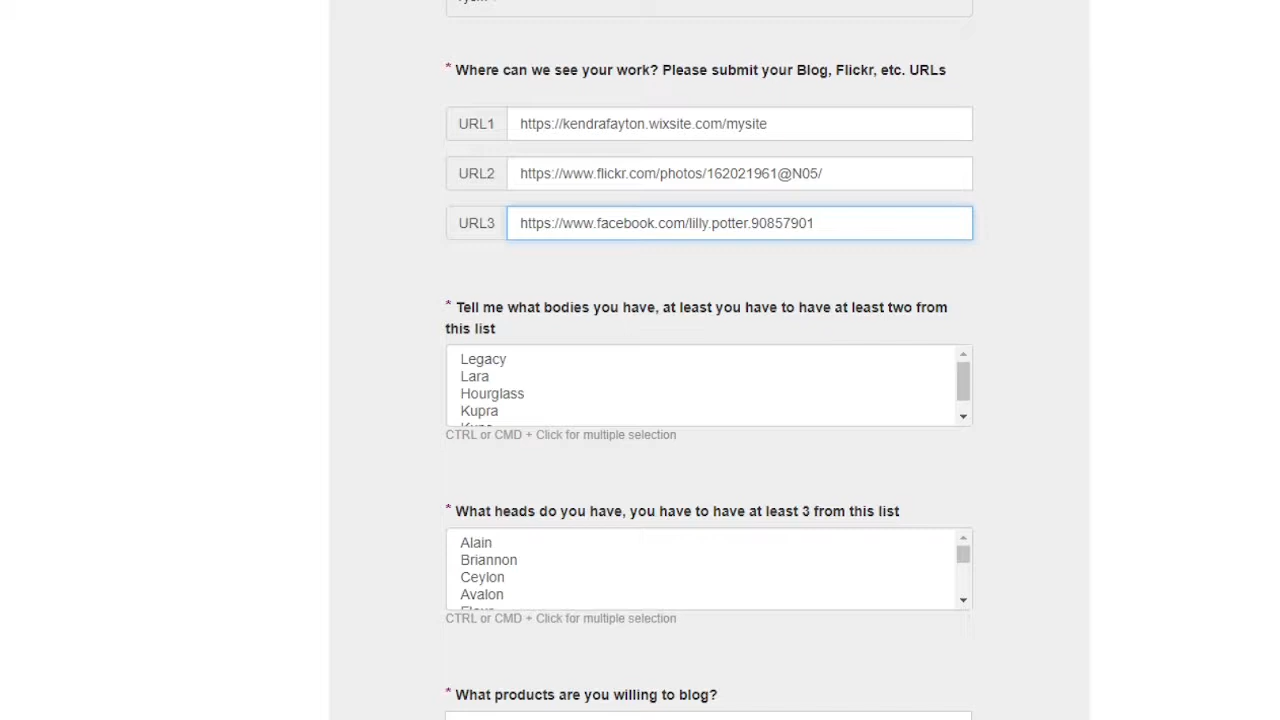 * Where can we see your work? Please submit your Blog, Flickr, etc. URLs
URL1 https://kendrafayton.wixsite.com/mysite
URL2 https://www.flickr.com/photos/162021961@N05/
URL3 https://www.facebook.com/lilly.potter.90857901
* Tell me what bodies you have, at least you have to have at least two from
this list
Legacy
Lara
Hourglass
Kupra
CTRL or CMD + Click for multiple selection
* What heads do you have, you have to have at least 3 from this list
Alain
Briannon
Ceylon
Avalon
CTRL or CMD + Click for multiple selection
* What products are you willing to blog?